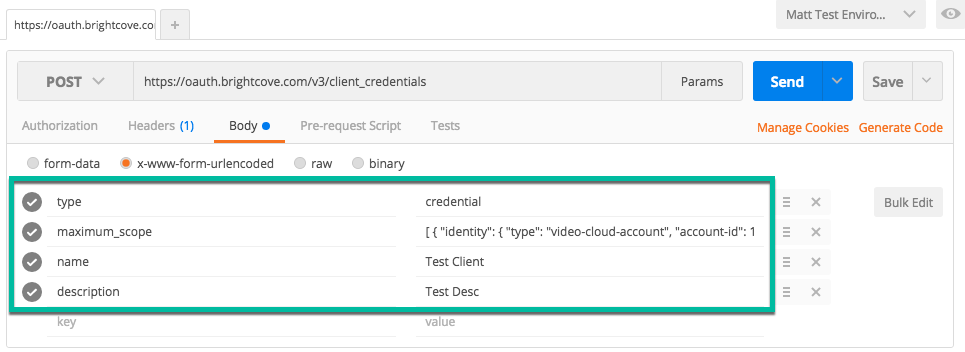 https://oauth.brightcove.co
+
Matt Test Enviro...
POST https://oauth.brightcove.com/v3/client_credentials Params Send Save
Authorization Headers (1) Body Pre-request Script Tests Manage Cookies Generate Code
form-data x-www-form-urlencoded raw binary
type credential Bulk Edit
maximum_scope [ { "identity": { "type": "video-cloud-account", "account-id": 1
name Test Client
description Test Desc
key value